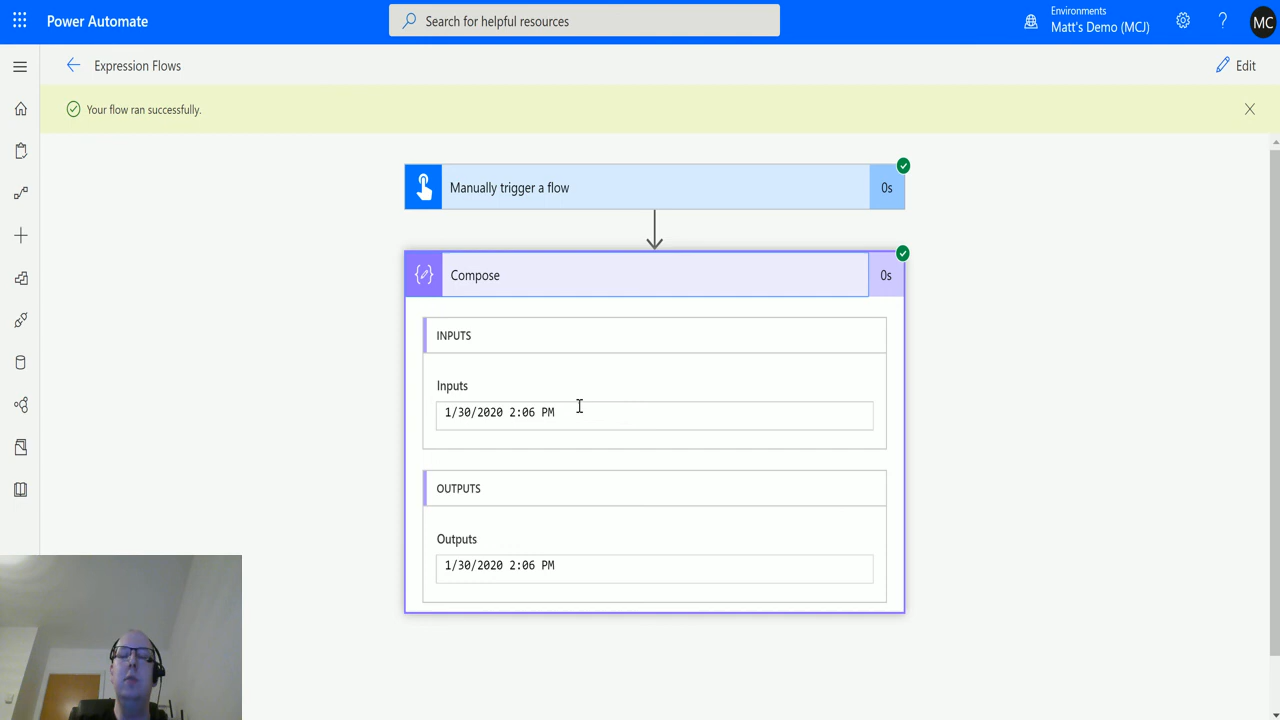 Power Automate
Search for helpful resources
Environments
Matt's Demo (MCJ)
?
MC
Expression Flows
Edit
Your flow ran successfully.
Manually trigger a flow
0s
Compose
0s
INPUTS
Inputs
1/30/2020 2:06 PM
OUTPUTS
Outputs
1/30/2020 2:06 PM